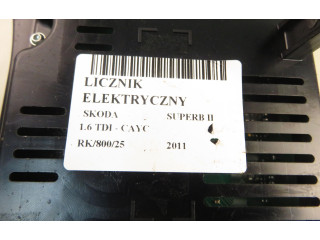 LICZNIK
ELEKTRYCZNY
SKODA SUPERB II
1.6 TDI - CAYC
RK/800/25 2011